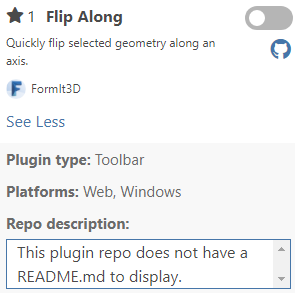 1 Flip Along
Quickly flip selected geometry along an
axis.
FormIt3D
See Less
Plugin type: Toolbar
Platforms: Web, Windows
Repo description:
This plugin repo does not have a
README.md to display.